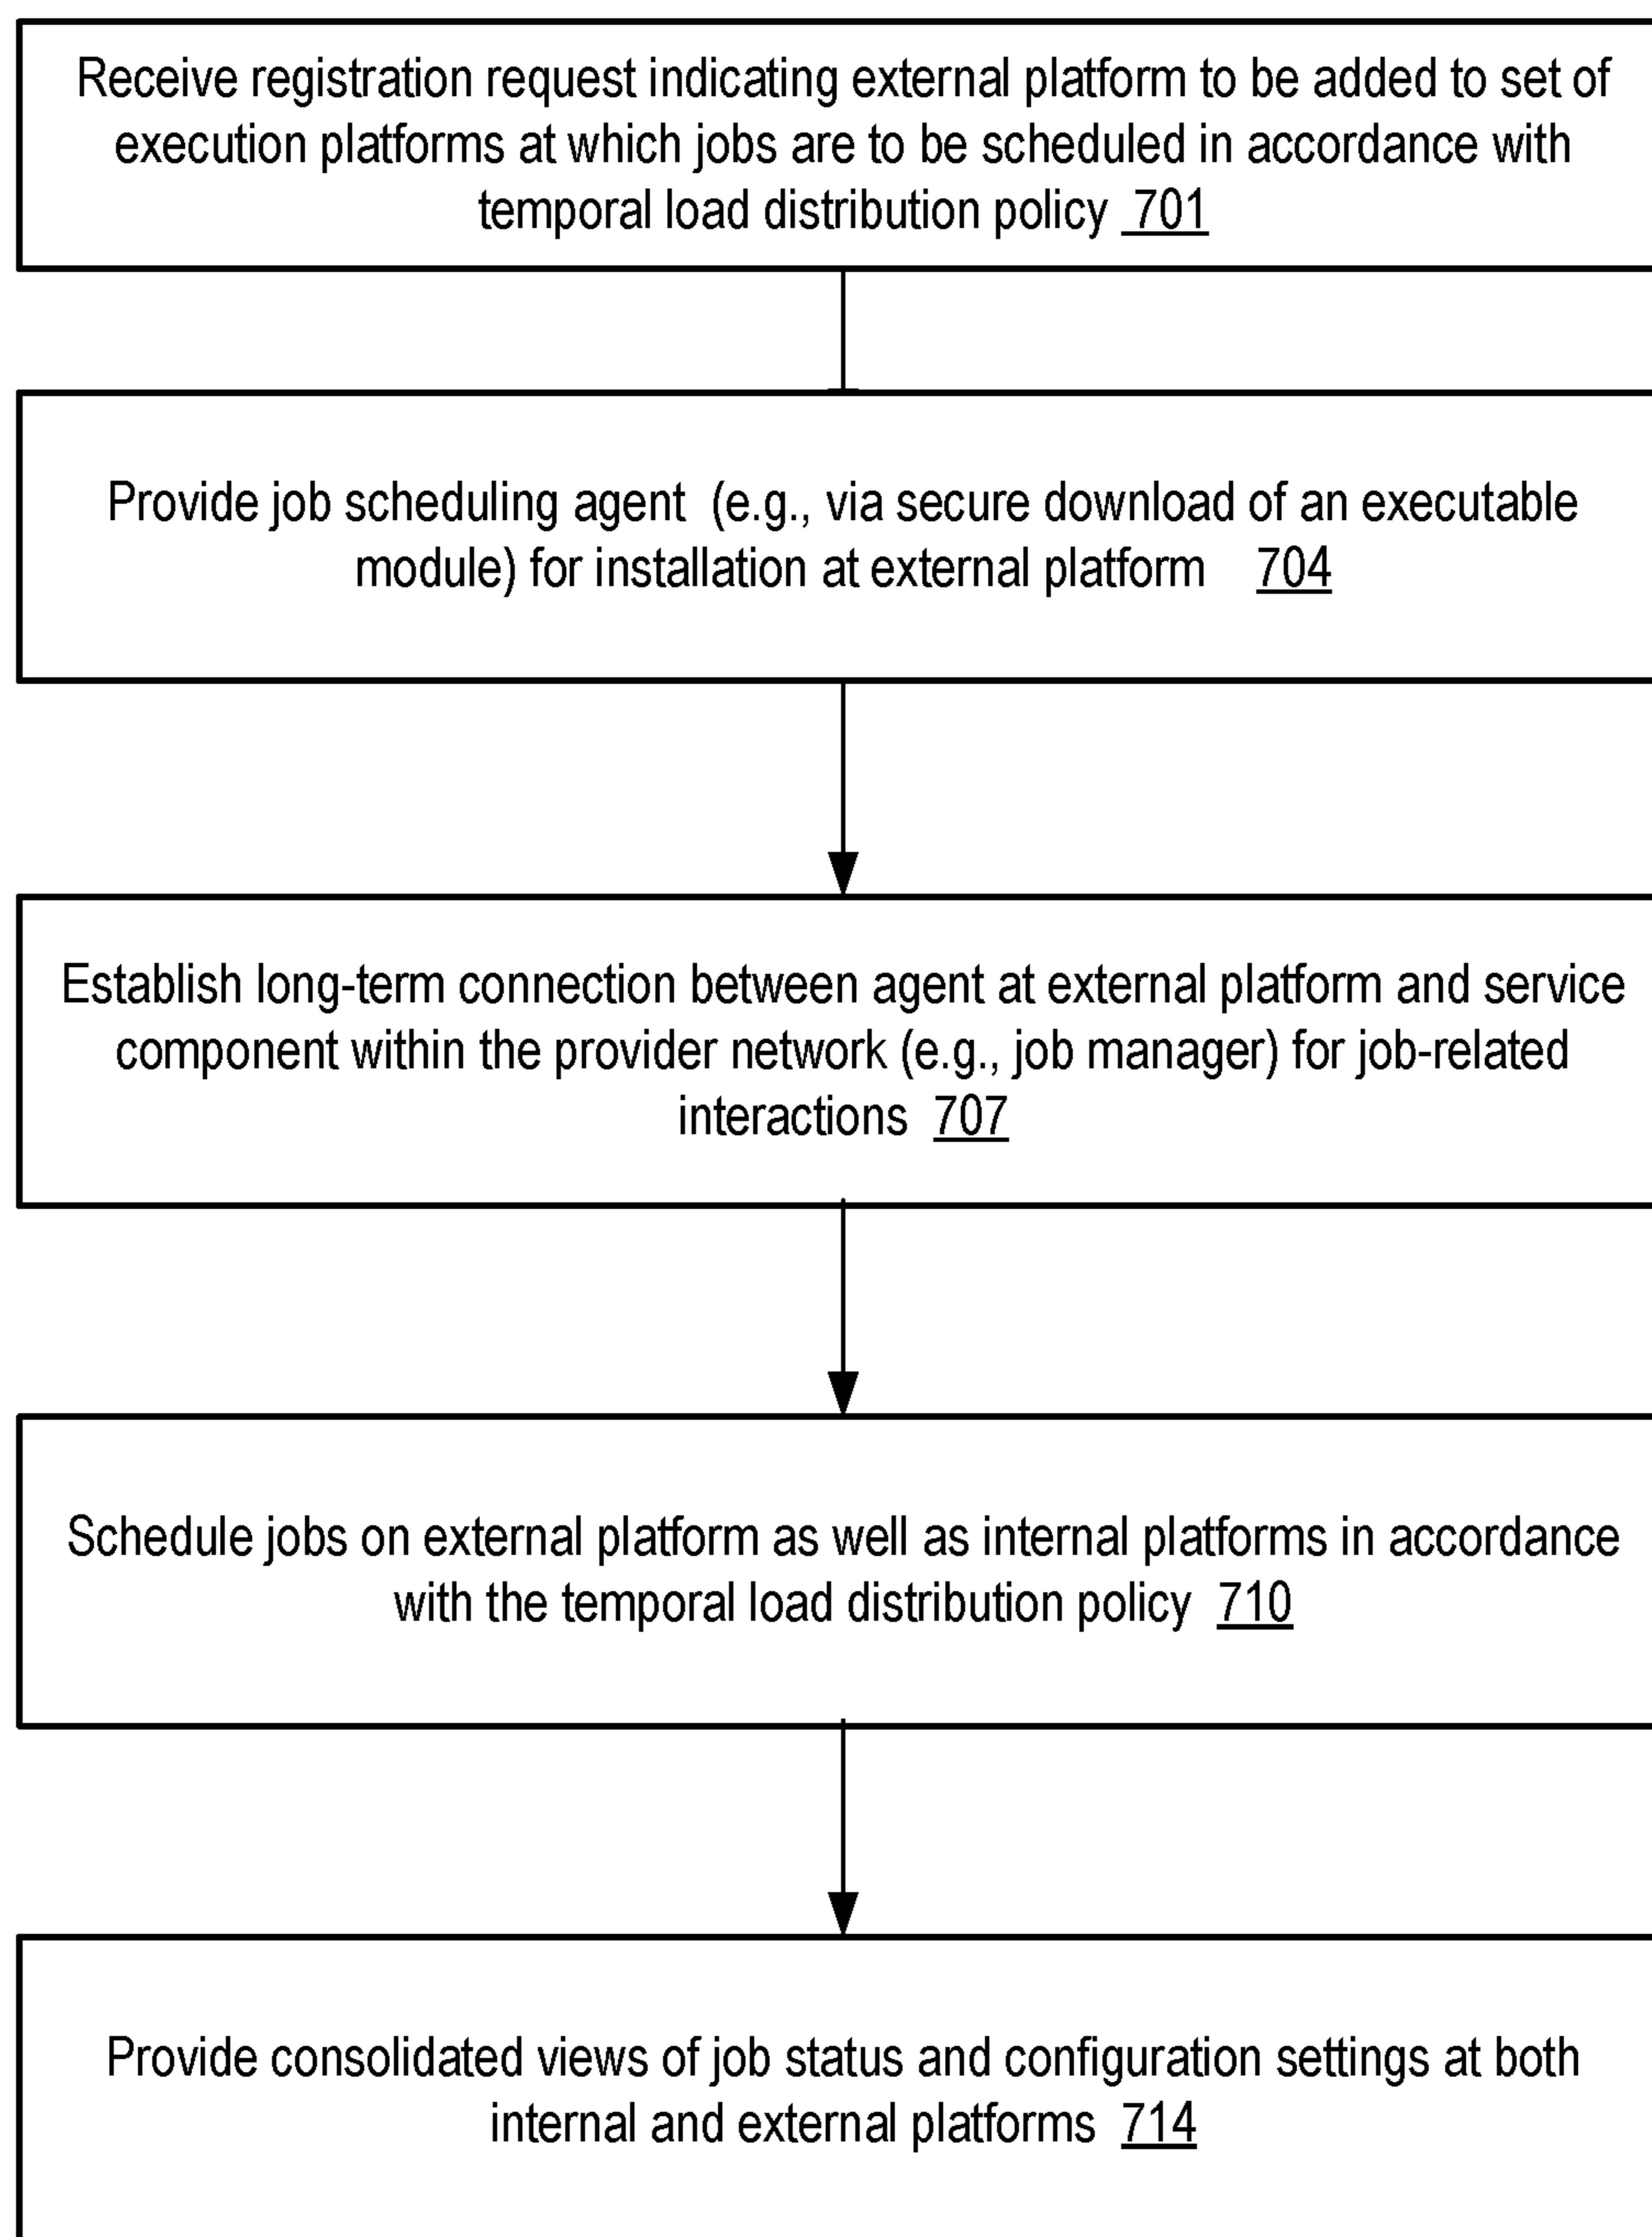 Receive registration request indicating external platform to be added to set of
execution platforms at which jobs are to be scheduled in accordance with
temporal load distribution policy 701
Provide job scheduling agent (e.g., via secure download of an executable
module) for installation at external platform 704
Establish long-term connection between agent at external platform and service
component within the provider network (e.g., job manager) for job-related
interactions 707
Schedule jobs on external platform as well as internal platforms in accordance
with the temporal load distribution policy 710
Provide consolidated views of job status and configuration settings at both
internal and external platforms 714